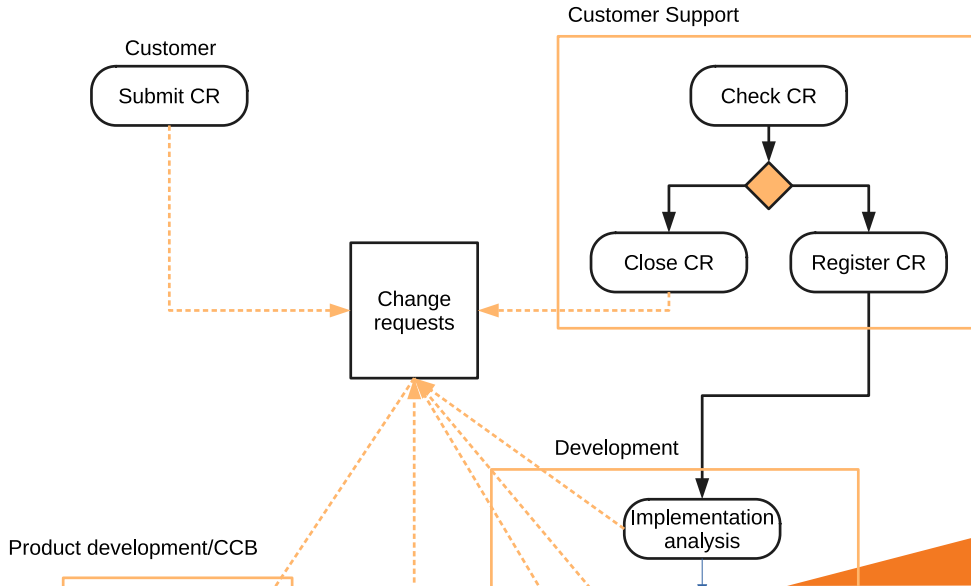 Customer Support
Customer
Submit CR
Check CR
Close CR
Register CR
Change
requests
Development
Implementation
analysis
Product development/CCB